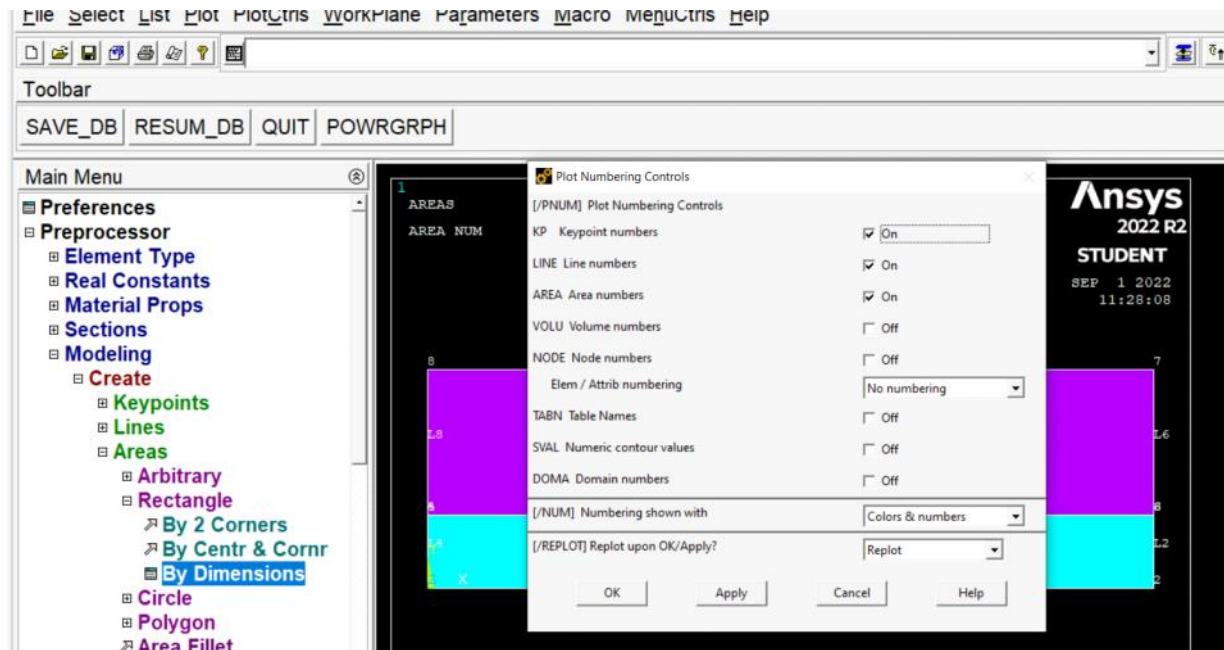 File Select List Plot PlotCtrls WorkPlane Parameters Macro MenuCtrls Help
Toolbar
SAVE_DB RESUM_DB QUIT POWRGRPH
Main Menu
Preferences
Preprocessor
Element Type
Real Constants
Material Props
Sections
Modeling
Create
Keypoints
Lines
Areas
Arbitrary
Rectangle
By 2 Corners
By Centr & Cornr
By Dimensions
Circle
Polygon
Area Fillet
1
AREAS
AREA NUM
8
L8
L4
X
Plot Numbering Controls
[/PNUM] Plot Numbering Controls
KP Keypoint numbers On
LINE Line numbers On
AREA Area numbers On
VOLU Volume numbers Off
NODE Node numbers Off
Elem / Attrib numbering No numbering
TABN Table Names Off
SVAL Numeric contour values Off
DOMA Domain numbers Off
[/NUM] Numbering shown with Colors & numbers
[/REPLOT] Replot upon OK/Apply? Replot
OK Apply Cancel Help
Ansys
2022 R2
STUDENT
SEP 1 2022
11:28:08
7
L6
L2
2